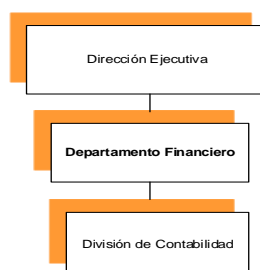 Dirección Ejecutiva
Departamento Financiero
División de Contabilidad